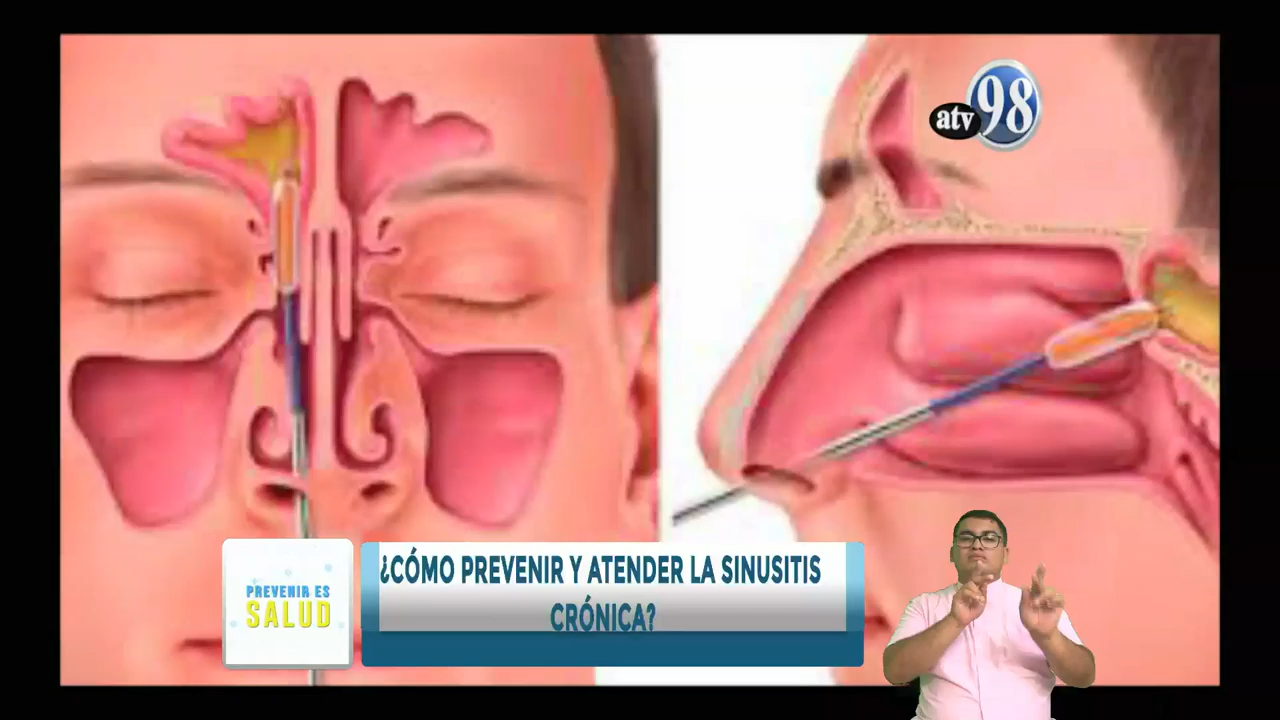 atv 98
PREVENIR ES
SALUD
¿CÓMO PREVENIR Y ATENDER LA SINUSITIS
CRÓNICA?